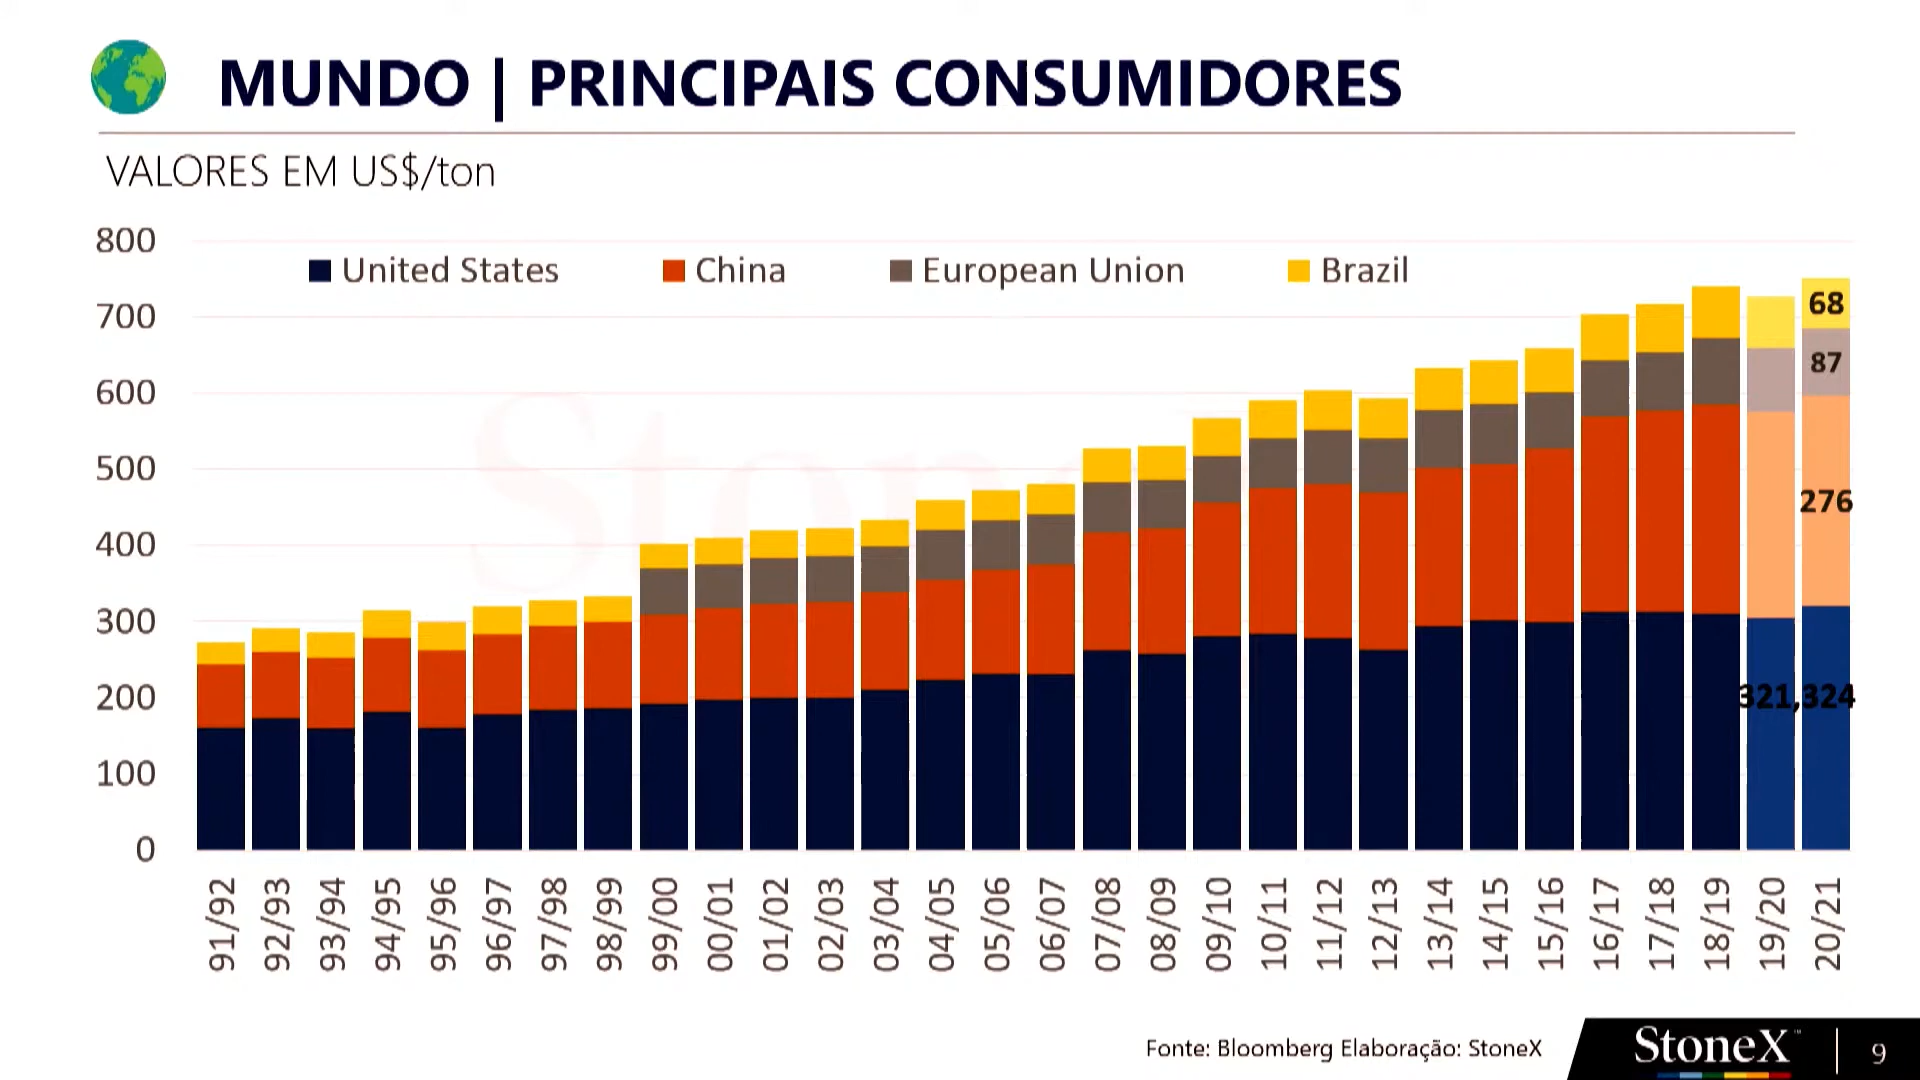 MUNDO | PRINCIPAIS CONSUMIDORES
VALORES EM US$/ton
800
700
600
500
400
300
200
100
0
United States China European Union Brazil
68
87
276
321,324
91/92 92/93 93/94 94/95 95/96 96/97 97/98 98/99 99/00 00/01 01/02 02/03 03/04 04/05 05/06 06/07 07/08 08/09 09/10 10/11 11/12 12/13 13/14 14/15 15/16 16/17 17/18 18/19 19/20 20/21
Fonte: Bloomberg Elaboração: StoneX
StoneX™
9